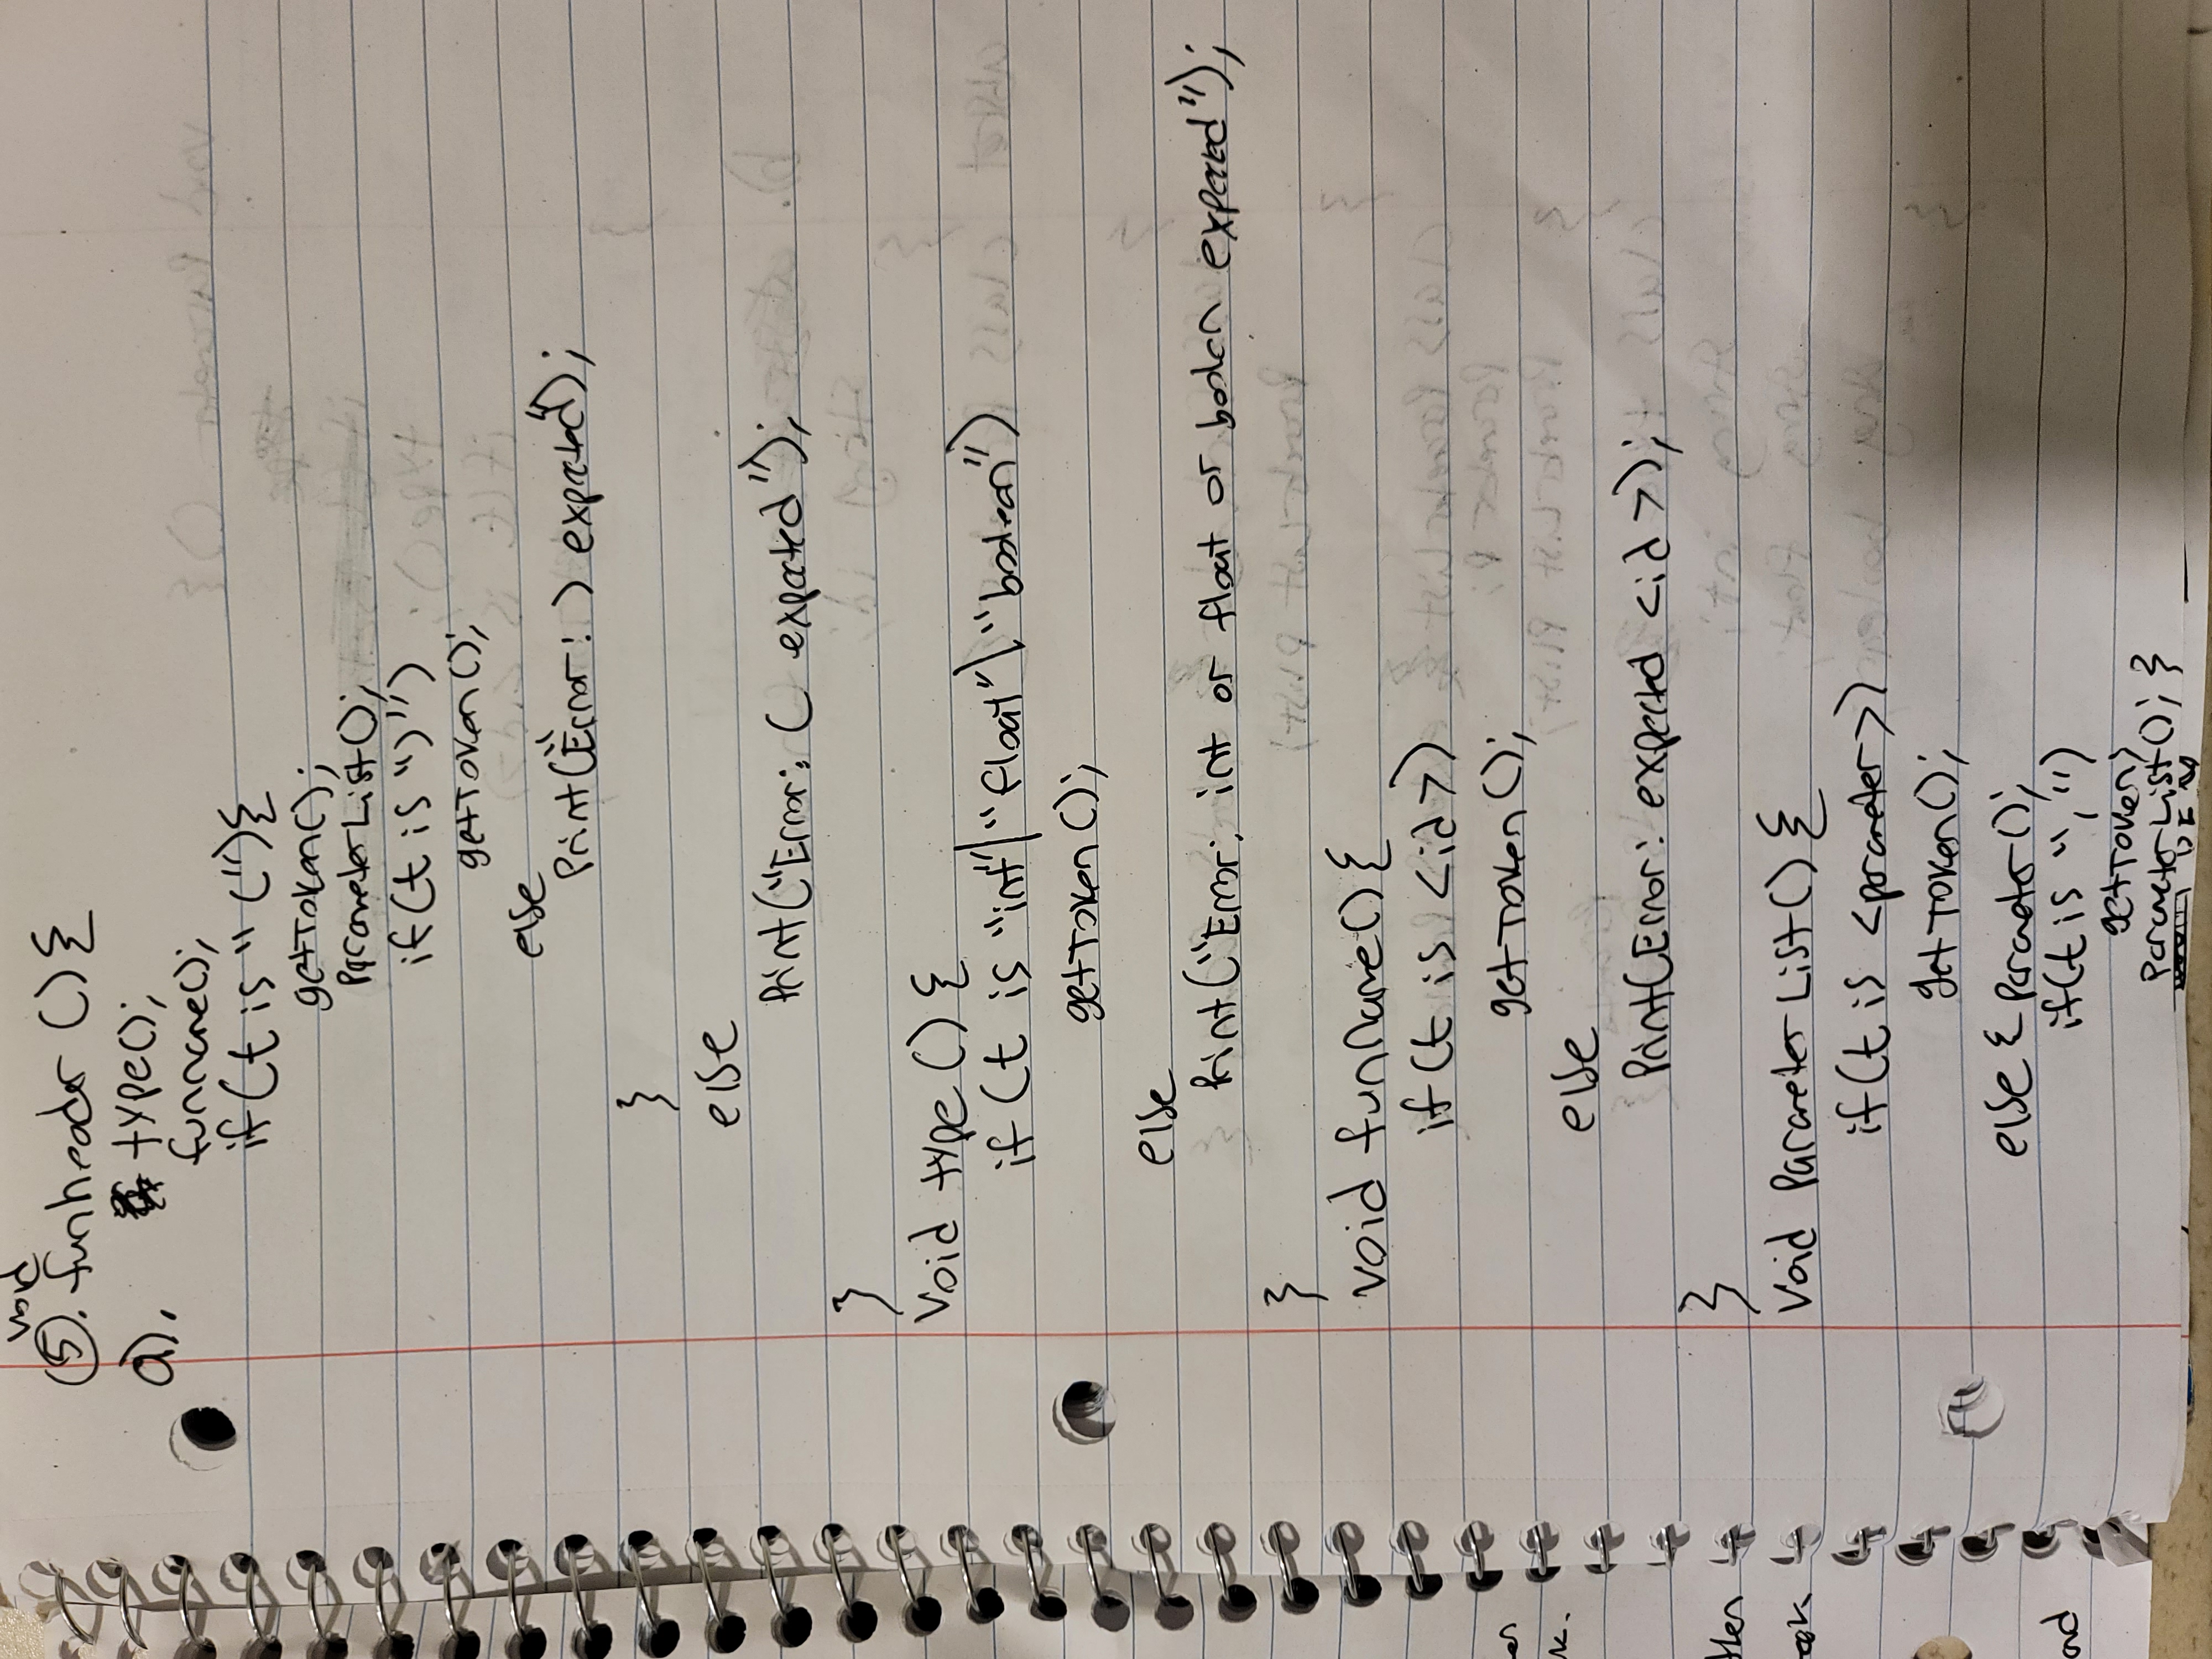 void
⑤. funheader () {
a). type();
funname();
if(t is "("){
getToken();
ParameterList();
if(t is ")")
getToken();
else
Print("Error: ) expected");
}
else
Print("Error: ( expected");
}
Void type () {
if (t is "int"|"float"|"boolean")
getToken();
else
Print("Error: int or float or boolen expected");
}
void funName() {
if(t is <id>)
getToken();
else
Print(Error: expected <id>);
}
Void ParameterList() {
if(t is <parameter>)
getToken();
else { Parameter();
if(t is ",")
getToken;
ParameterList(); }